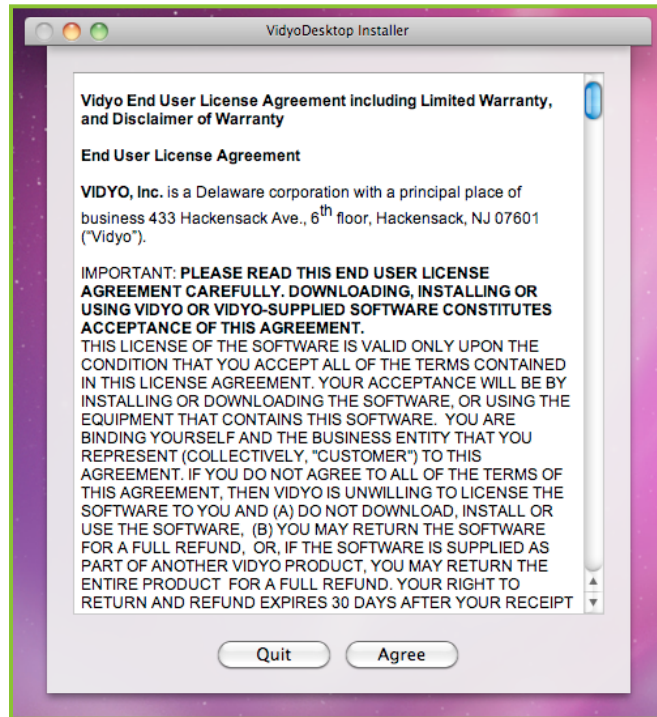 VidyoDesktop Installer
Vidyo End User License Agreement including Limited Warranty,
and Disclaimer of Warranty
End User License Agreement
VIDYO, Inc. is a Delaware corporation with a principal place of
business 433 Hackensack Ave., 6th floor, Hackensack, NJ 07601
(“Vidyo”).
IMPORTANT: PLEASE READ THIS END USER LICENSE
AGREEMENT CAREFULLY. DOWNLOADING, INSTALLING OR
USING VIDYO OR VIDYO-SUPPLIED SOFTWARE CONSTITUTES
ACCEPTANCE OF THIS AGREEMENT.
THIS LICENSE OF THE SOFTWARE IS VALID ONLY UPON THE
CONDITION THAT YOU ACCEPT ALL OF THE TERMS CONTAINED
IN THIS LICENSE AGREEMENT. YOUR ACCEPTANCE WILL BE BY
INSTALLING OR DOWNLOADING THE SOFTWARE, OR USING THE
EQUIPMENT THAT CONTAINS THIS SOFTWARE.  YOU ARE
BINDING YOURSELF AND THE BUSINESS ENTITY THAT YOU
REPRESENT (COLLECTIVELY, "CUSTOMER") TO THIS
AGREEMENT. IF YOU DO NOT AGREE TO ALL OF THE TERMS OF
THIS AGREEMENT, THEN VIDYO IS UNWILLING TO LICENSE THE
SOFTWARE TO YOU AND (A) DO NOT DOWNLOAD, INSTALL OR
USE THE SOFTWARE,  (B) YOU MAY RETURN THE SOFTWARE
FOR A FULL REFUND,  OR, IF THE SOFTWARE IS SUPPLIED AS
PART OF ANOTHER VIDYO PRODUCT, YOU MAY RETURN THE
ENTIRE PRODUCT  FOR A FULL REFUND. YOUR RIGHT TO
RETURN AND REFUND EXPIRES 30 DAYS AFTER YOUR RECEIPT
Quit Agree